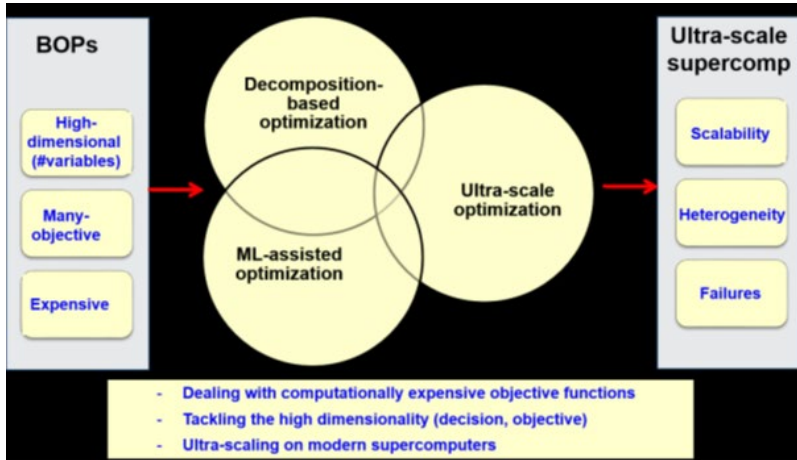 BOPs
High-
dimensional
(#variables)
Many-
objective
Expensive
Decomposition-
based
optimization
ML-assisted
optimization
Ultra-scale
optimization
Ultra-scale
supercomp
Scalability
Heterogeneity
Failures
- Dealing with computationally expensive objective functions
- Tackling the high dimensionality (decision, objective)
- Ultra-scaling on modern supercomputers